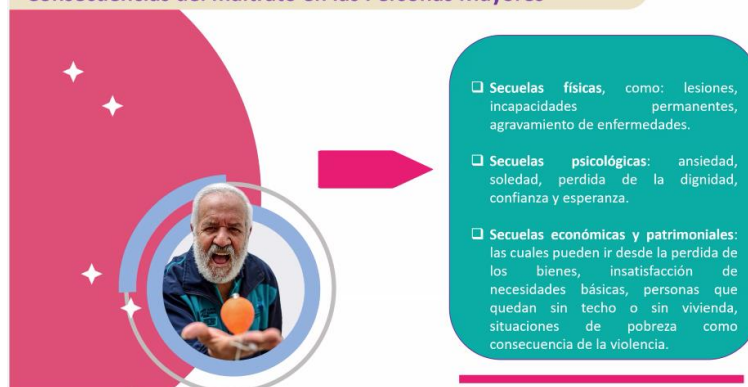 Consecuencias del maltrato en las Personas Mayores
Secuelas físicas, como: lesiones,
incapacidades permanentes,
agravamiento de enfermedades.
Secuelas psicológicas: ansiedad,
soledad, perdida de la dignidad,
confianza y esperanza.
Secuelas económicas y patrimoniales:
las cuales pueden ir desde la perdida de
los bienes, insatisfacción de
necesidades básicas, personas que
quedan sin techo o sin vivienda,
situaciones de pobreza como
consecuencia de la violencia.